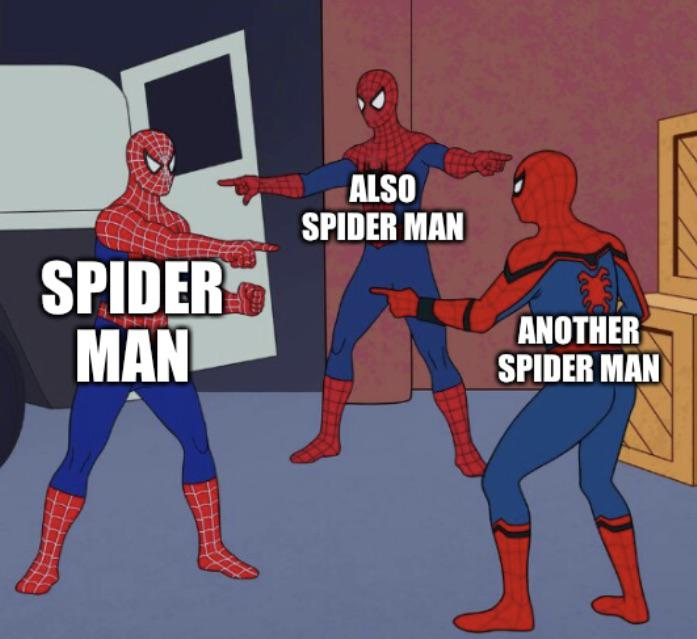 ALSO
SPIDER MAN
SPIDER
MAN
ANOTHER
SPIDER MAN